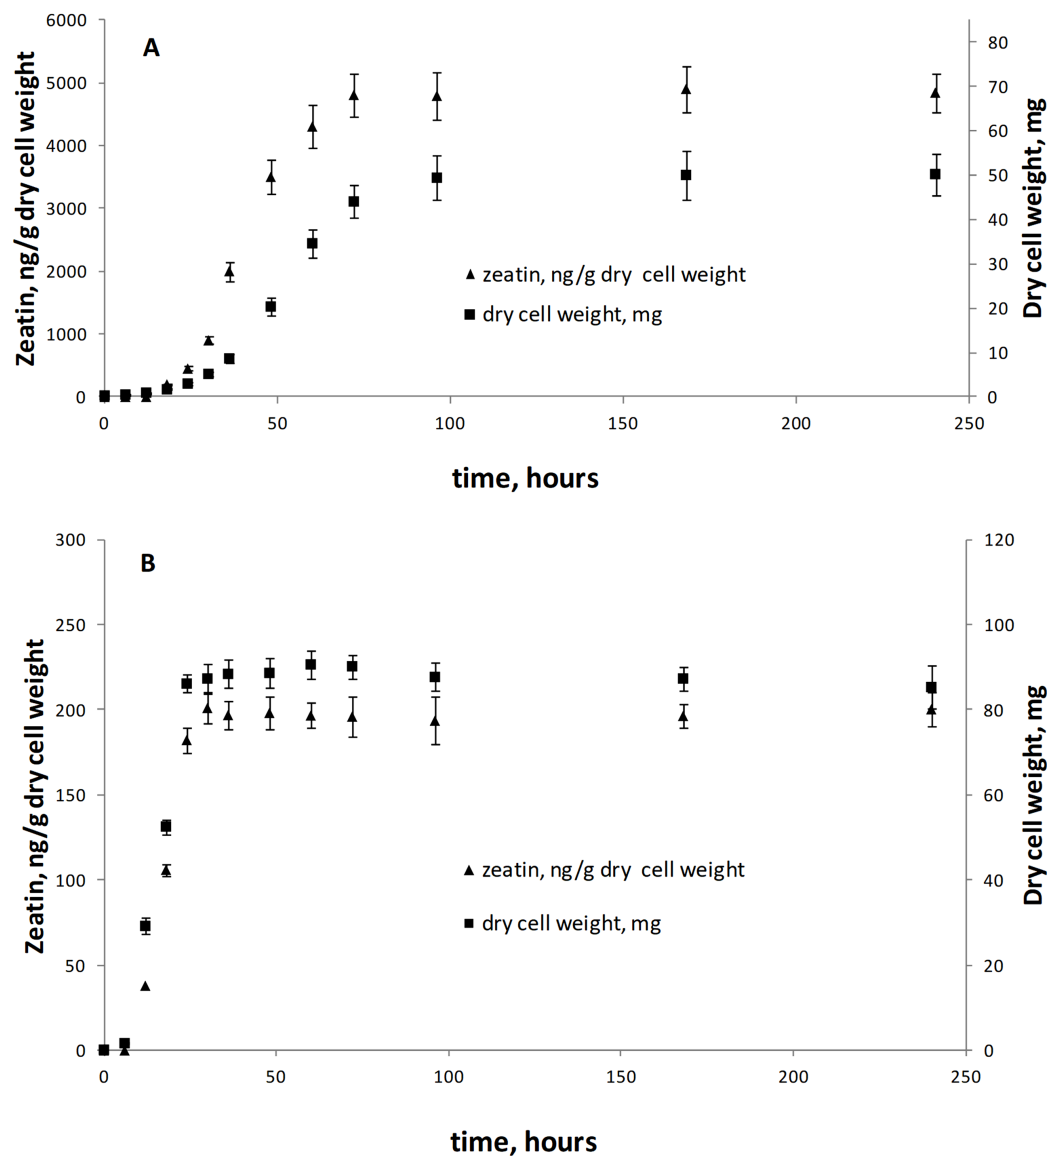 A
Zeatin, ng/g dry cell weight
6000
5000
4000
3000
2000
1000
0
80
70
60
50
40
30
20
10
0
Dry cell weight, mg
zeatin, ng/g dry cell weight
dry cell weight, mg
0 50 100 150 200 250
time, hours
B
Zeatin, ng/g dry cell weight
300
250
200
150
100
50
0
120
100
80
60
40
20
0
Dry cell weight, mg
zeatin, ng/g dry cell weight
dry cell weight, mg
0 50 100 150 200 250
time, hours